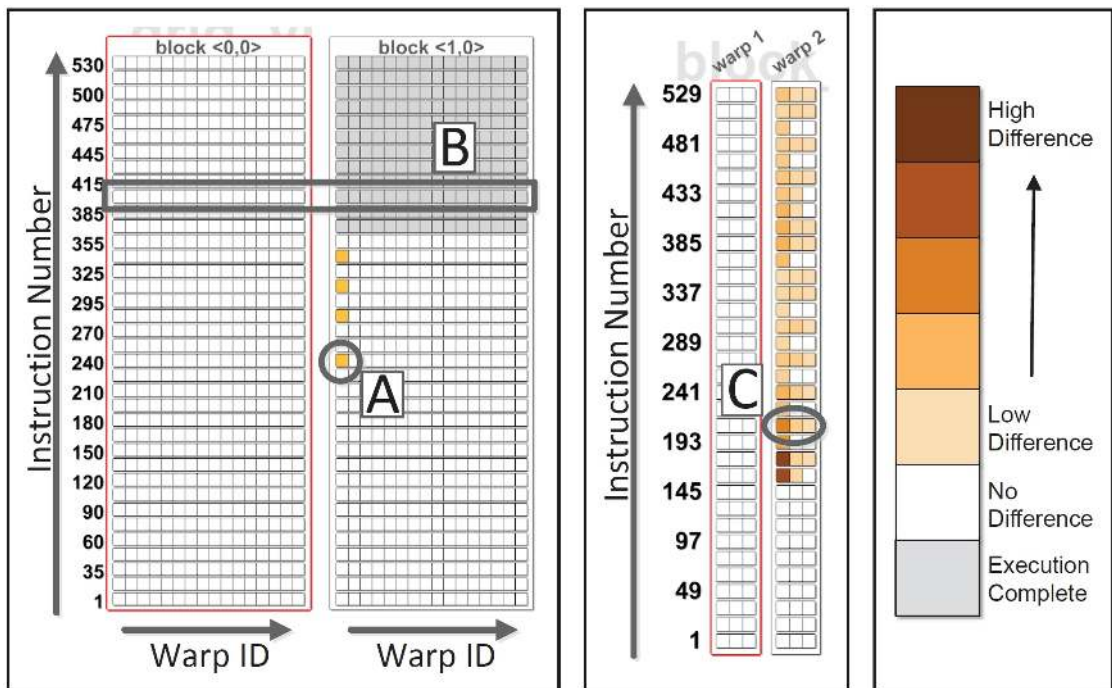 block <0,0>
block <1,0>
530
500
475
445
415
385
355
325
295
270
240
210
180
150
120
90
60
35
1
Instruction Number
B
A
Warp ID
Warp ID
block
warp 1
warp 2
529
481
433
385
337
289
241
193
145
97
49
1
Instruction Number
C
High
Difference
Low
Difference
No
Difference
Execution
Complete